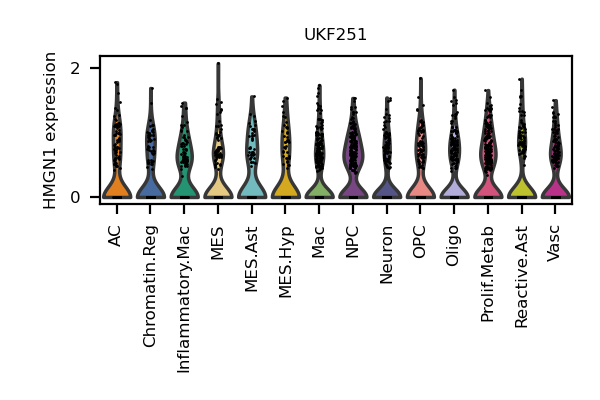 UKF251
HMGN1 expression
2
0
AC
Chromatin.Reg
Inflammatory.Mac
MES
MES.Ast
MES.Hyp
Mac
NPC
Neuron
OPC
Oligo
Prolif.Metab
Reactive.Ast
Vasc